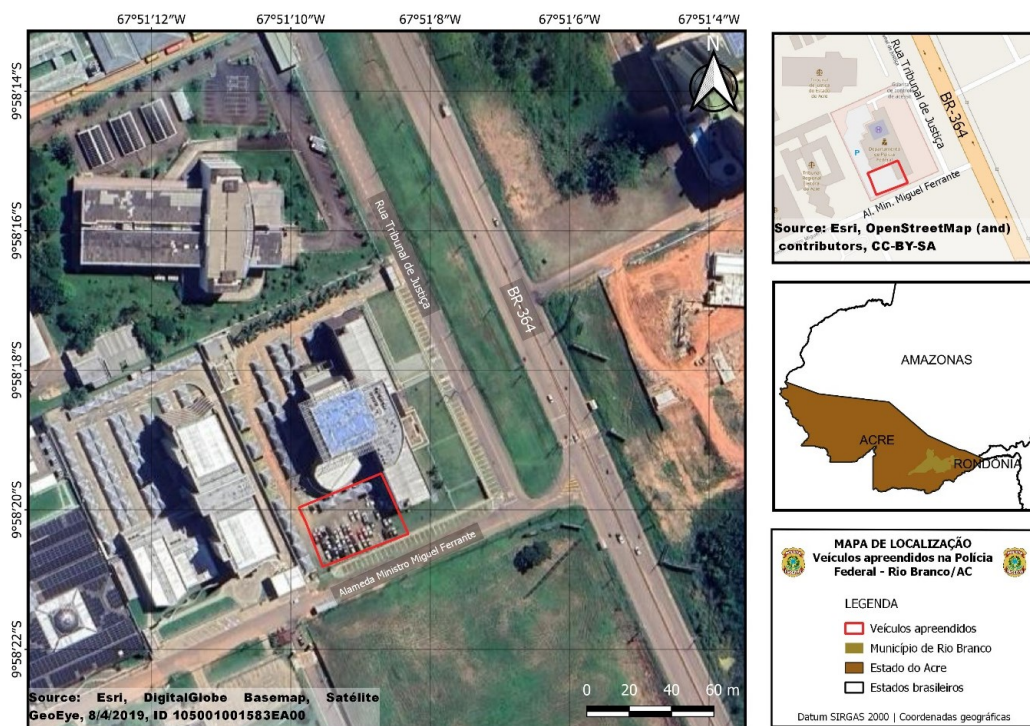 67°51'12"W 67°51'10"W 67°51'8"W 67°51'6"W 67°51'4"W
9°58'14"S
9°58'16"S
9°58'18"S
9°58'20"S
9°58'22"S
N
Rua Tribunal de Justiça
BR-364
Alameda Ministro Miguel Ferrante
Source: Esri, DigitalGlobe Basemap, Satélite
GeoEye, 8/4/2019, ID 105001001583EA00
0 20 40 60 m
Rua Tribunal de Justiça
BR-364
P
Al. Min. Miguel Ferrante
Source: Esri, OpenStreetMap (and)
contributors, CC-BY-SA
AMAZONAS
ACRE
RONDÔNIA
MAPA DE LOCALIZAÇÃO
Veículos apreendidos na Polícia
Federal - Rio Branco/AC
LEGENDA
Veículos apreendidos
Município de Rio Branco
Estado do Acre
Estados brasileiros
Datum SIRGAS 2000 | Coordenadas geográficas